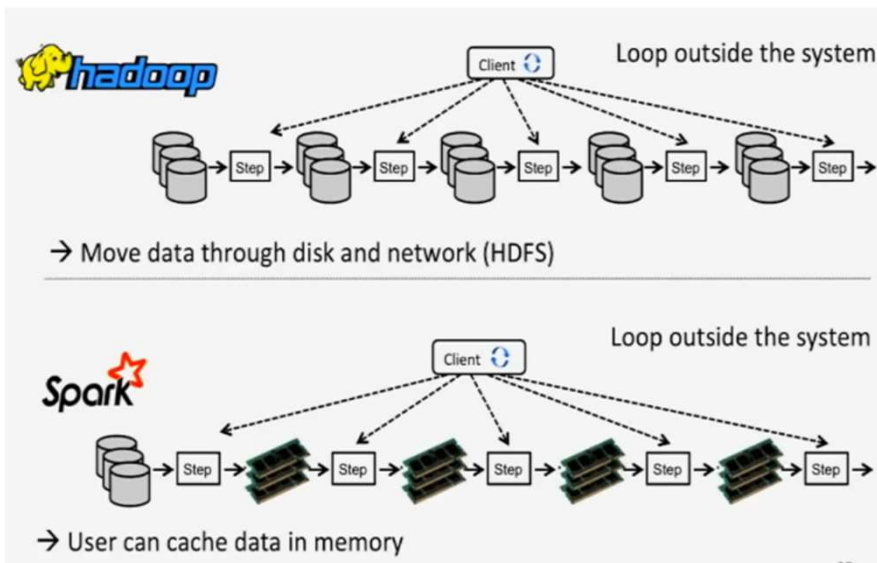 hadoop
Client
Loop outside the system
Step
Step
Step
Step
Step
→ Move data through disk and network (HDFS)
Loop outside the system
Client
Spark
Step
Step
Step
Step
Step
→ User can cache data in memory